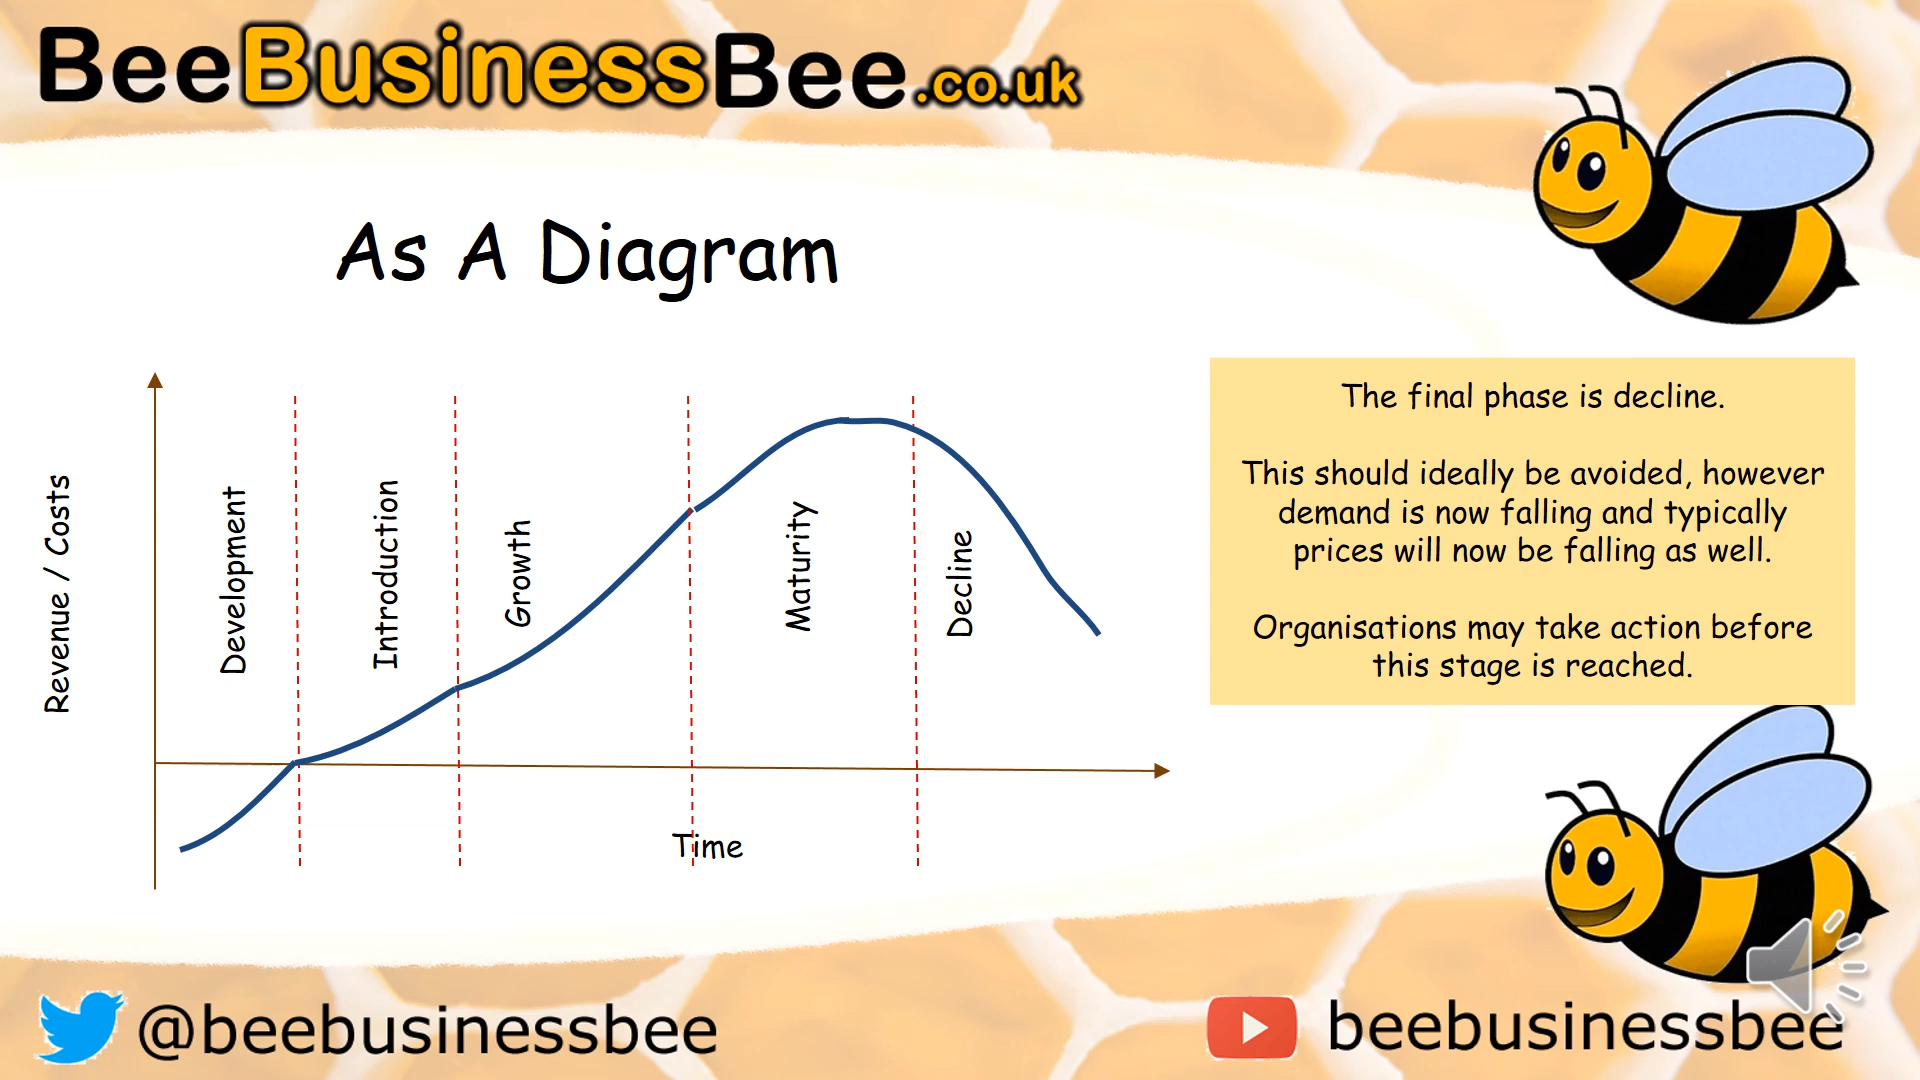 BeeBusinessBee.co.uk
As A Diagram
Revenue / Costs
Development
Introduction
Growth
Maturity
Decline
Time
The final phase is decline.
This should ideally be avoided, however
demand is now falling and typically
prices will now be falling as well.
Organisations may take action before
this stage is reached.
@beebusinessbee
beebusinessbee